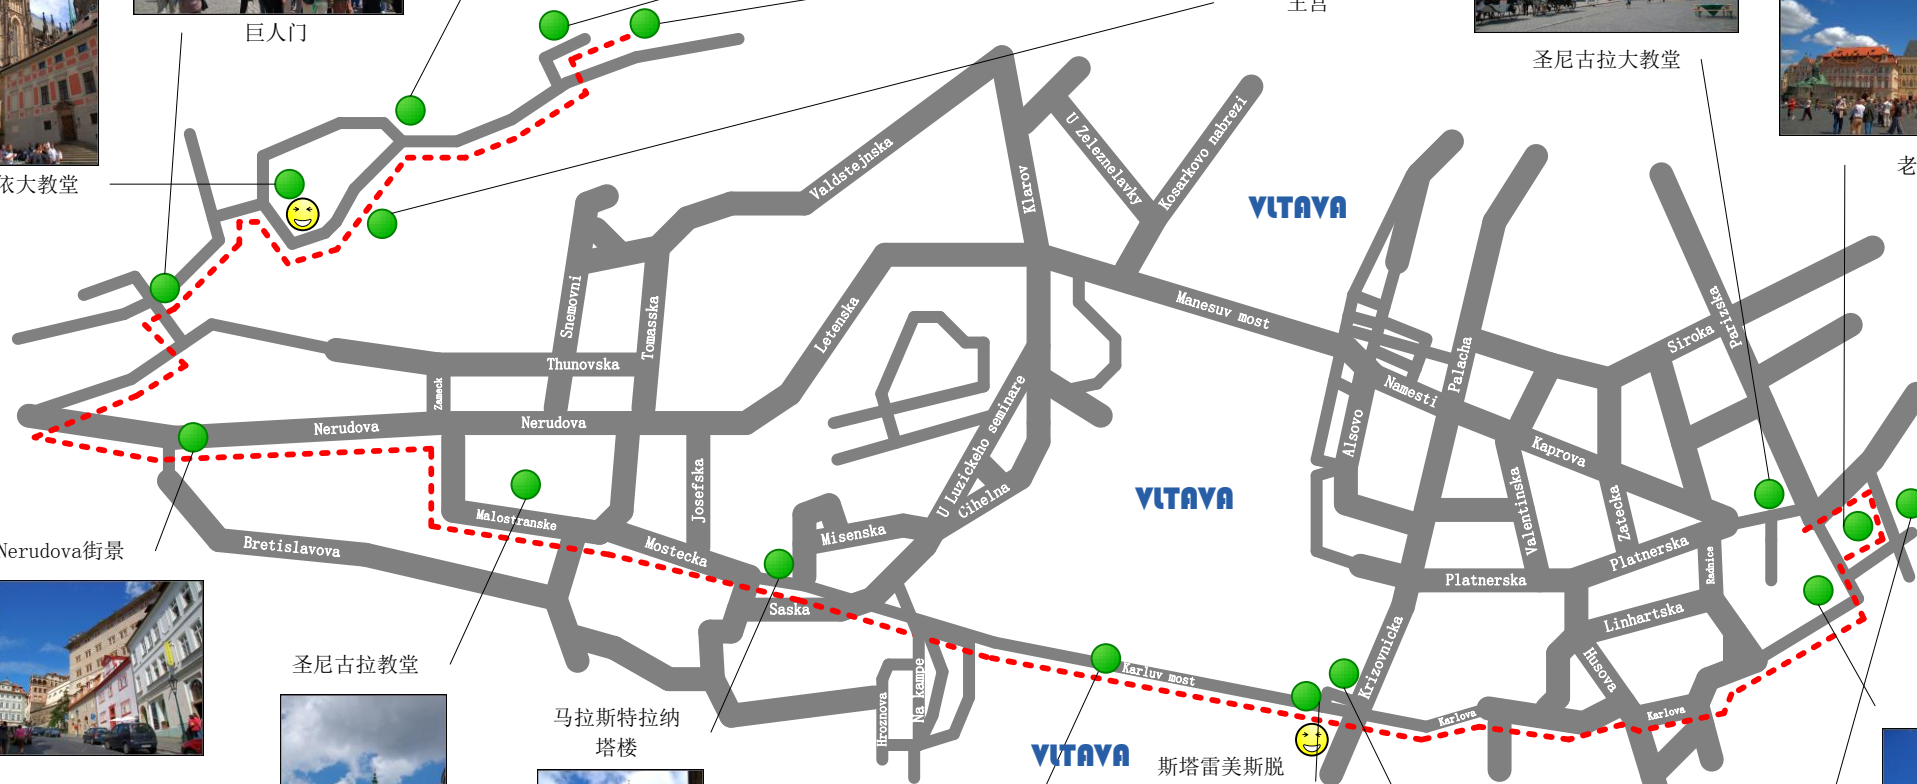 巨人门
王宫
圣尼古拉大教堂
老
依大教堂
Valdstejnska
Klarov
U Zeleznelavky
Kosarkovo nabrezi
VLTAVA
Snemovni
Tomasska
Letenska
Manesuv most
Thunovska
Zameck
Nerudova
Nerudova
Josefska
U Luzickeho seminare
Cihelna
Malostranske
Mostecka
Misenska
Bretislavova
Saska
VLTAVA
Palacha
Namesti
Alsovo
Siroka
Parizska
Kaprova
Valentinska
Zatecka
Platnerska
Platnerska
Radnice
Linhartska
Husova
Krizovnicka
Karlova
Karlova
Karluv most
Na kampe
Hroznova
VLTAVA
Nerudova街景
圣尼古拉教堂
马拉斯特拉纳
塔楼
斯塔雷美斯脱